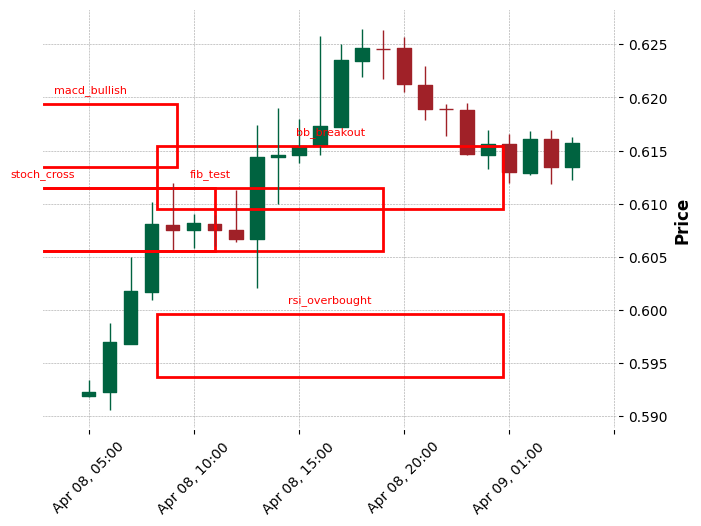 macd_bullish
bb_breakout
stoch_cross
fib_test
rsi_overbought
0.625
0.620
0.615
0.610
0.605
0.600
0.595
0.590
Price
Apr 08, 05:00
Apr 08, 10:00
Apr 08, 15:00
Apr 08, 20:00
Apr 09, 01:00